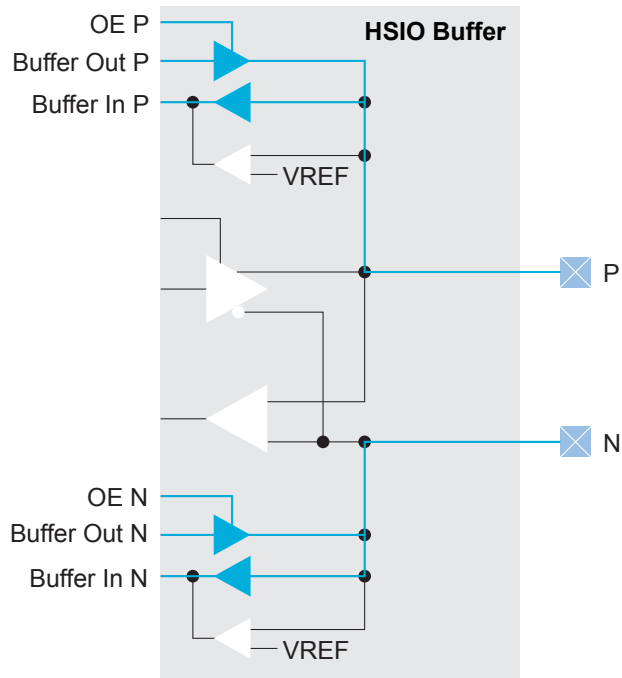 OE P
HSIO Buffer
Buffer Out P
Buffer In P
VREF
P
N
OE N
Buffer Out N
Buffer In N
VREF